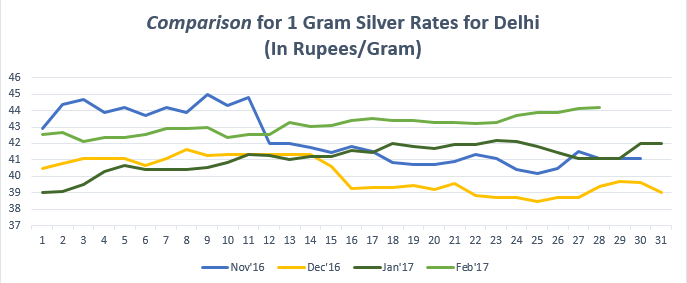 Comparison for 1 Gram Silver Rates for Delhi
(In Rupees/Gram)
46
45
44
43
42
41
40
39
38
37
1 2 3 4 5 6 7 8 9 10 11 12 13 14 15 16 17 18 19 20 21 22 23 24 25 26 27 28 29 30 31
Nov'16 Dec'16 Jan'17 Feb'17